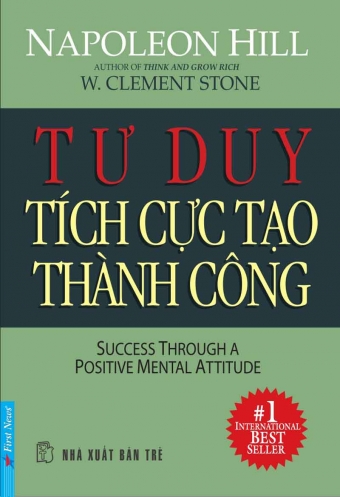 NAPOLEON HILL
AUTHOR OF THINK AND GROW RICH
W. CLEMENT STONE
TƯ DUY
TÍCH CỰC TẠO
THÀNH CÔNG
SUCCESS THROUGH A
POSITIVE MENTAL ATTITUDE
#1
INTERNATIONAL
BEST
SELLER
First News
NHÀ XUẤT BẢN TRẺ